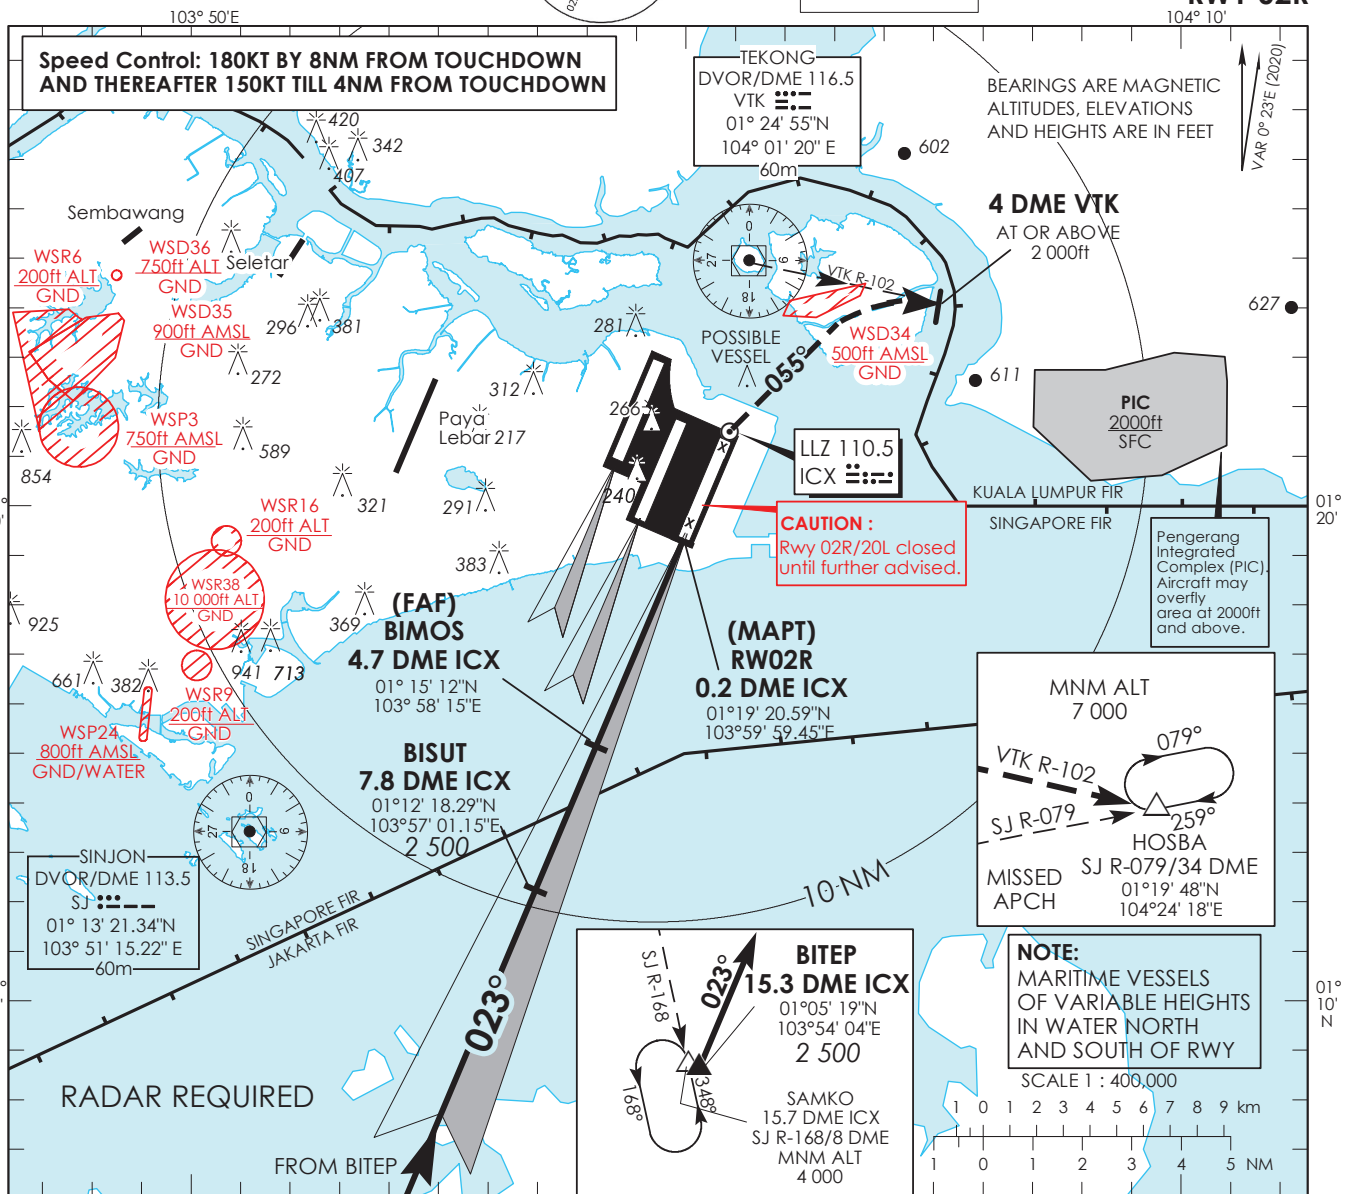 RWY 02R
103° 50'E
104° 10'
Speed Control: 180KT BY 8NM FROM TOUCHDOWN
AND THEREAFTER 150KT TILL 4NM FROM TOUCHDOWN
TEKONG
DVOR/DME 116.5
VTK
01° 24' 55"N
104° 01' 20" E
60m
BEARINGS ARE MAGNETIC
ALTITUDES, ELEVATIONS
AND HEIGHTS ARE IN FEET
VAR 0° 23'E (2020)
420
342
407
602
4 DME VTK
AT OR ABOVE
2 000ft
Sembawang
Seletar
WSR6
200ft ALT
GND
WSD36
750ft ALT
GND
WSD35
900ft AMSL
GND
296
381
272
281
312
0
9
18
27
VTK R-102
POSSIBLE
VESSEL
055°
WSD34
500ft AMSL
GND
627
611
PIC
2000ft
SFC
WSP3
750ft AMSL
GND
854
589
Paya
Lebar 217
266
240
LLZ 110.5
ICX
KUALA LUMPUR FIR
SINGAPORE FIR
01°
20'
321
291
WSR16
200ft ALT
GND
CAUTION :
Rwy 02R/20L closed
until further advised.
x
x
Pengerang
Integrated
Complex (PIC).
Aircraft may
overfly
area at 2000ft
and above.
383
WSR38
10 000ft ALT
GND
925
369
941
713
661
382
WSR9
200ft ALT
GND
WSP24
800ft AMSL
GND/WATER
(FAF)
BIMOS
4.7 DME ICX
01° 15' 12"N
103° 58' 15"E
(MAPT)
RW02R
0.2 DME ICX
01°19' 20.59"N
103°59' 59.45"E
BISUT
7.8 DME ICX
01°12' 18.29"N
103°57' 01.15"E
2 500
MNM ALT
7 000
079°
VTK R-102
SJ R-079
259°
HOSBA
SJ R-079/34 DME
01°19' 48"N
104°24' 18"E
MISSED
APCH
0
9
18
27
SINJON
DVOR/DME 113.5
SJ
01° 13' 21.34"N
103° 51' 15.22" E
60m
SINGAPORE FIR
JAKARTA FIR
10 NM
023°
SJ R-168
023°
168°
348°
BITEP
15.3 DME ICX
01°05' 19"N
103°54' 04"E
2 500
SAMKO
15.7 DME ICX
SJ R-168/8 DME
MNM ALT
4 000
NOTE:
MARITIME VESSELS
OF VARIABLE HEIGHTS
IN WATER NORTH
AND SOUTH OF RWY
01°
10'
N
RADAR REQUIRED
FROM BITEP
SCALE 1 : 400,000
1 0 1 2 3 4 5 6 7 8 9 km
1 0 1 2 3 4 5 NM